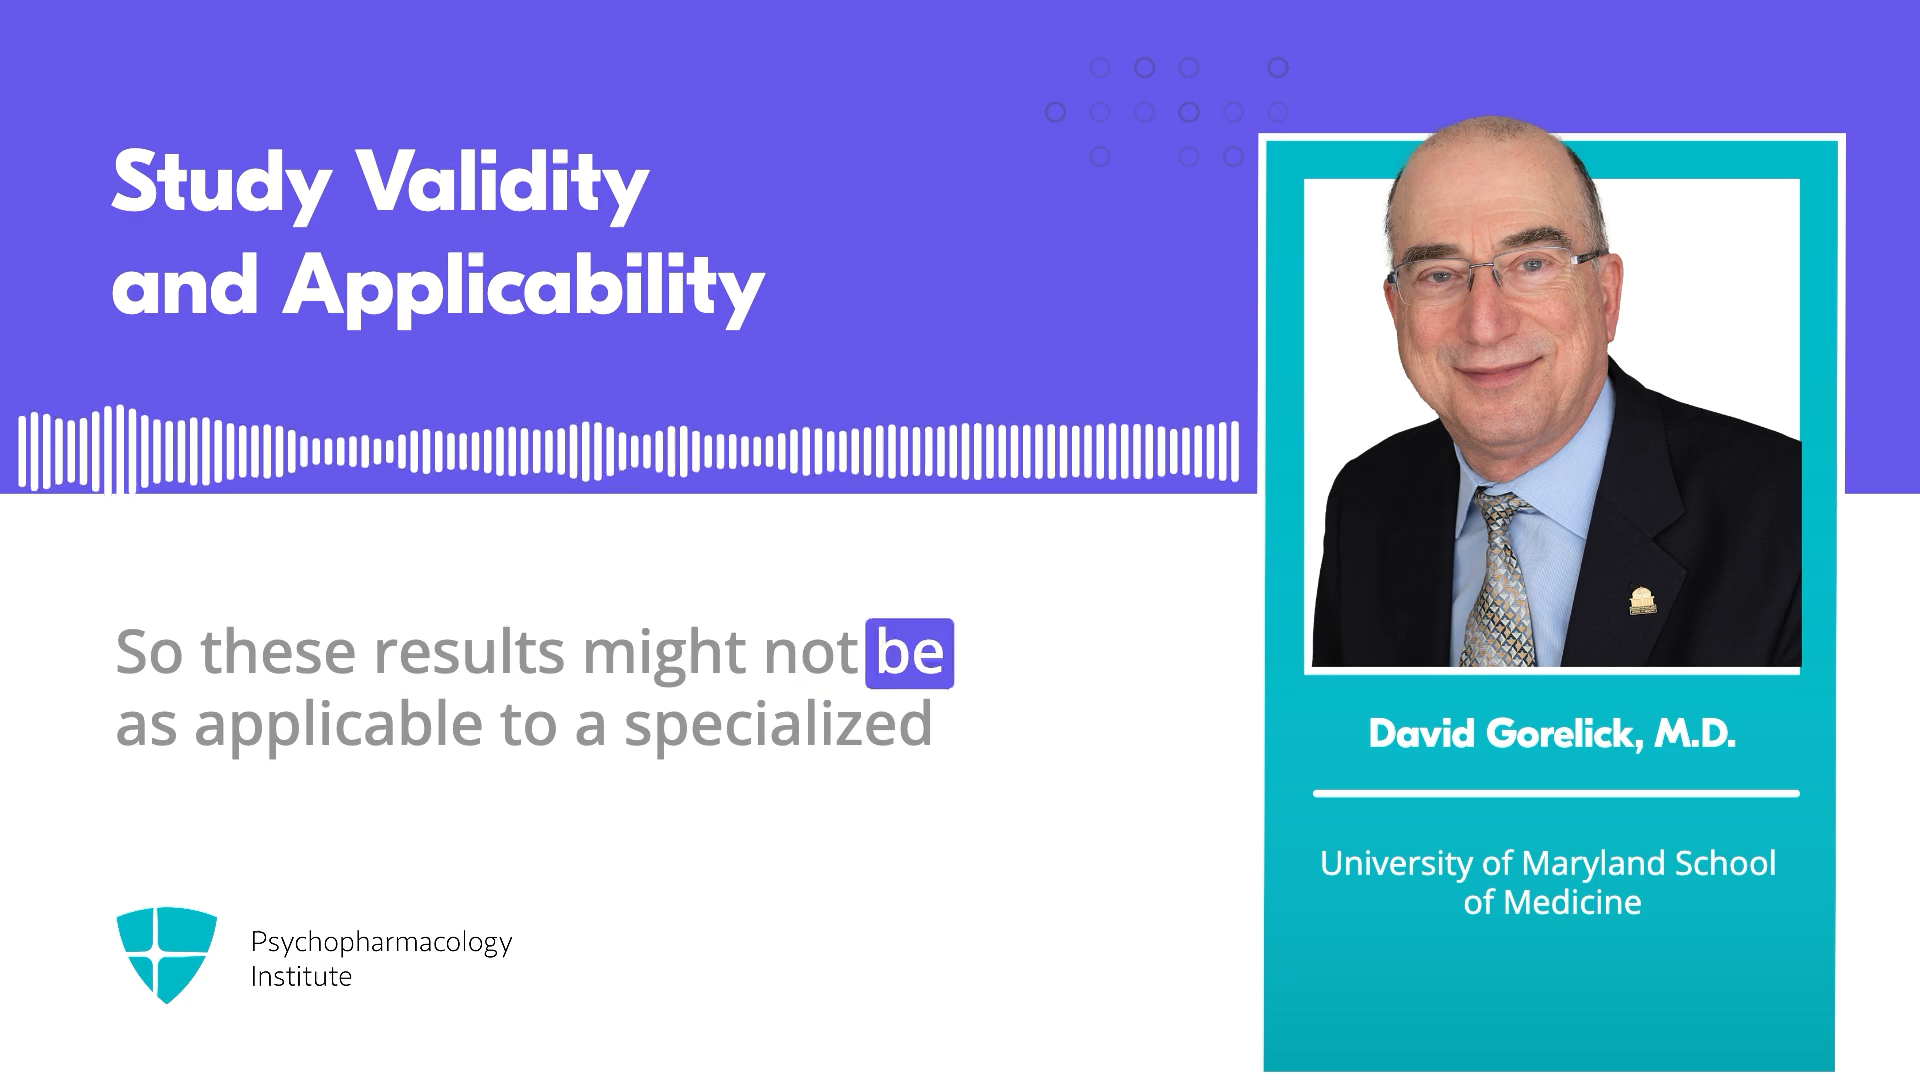 Study Validity
and Applicability
So these results might not be
as applicable to a specialized
Psychopharmacology
Institute
David Gorelick, M.D.
University of Maryland School
of Medicine